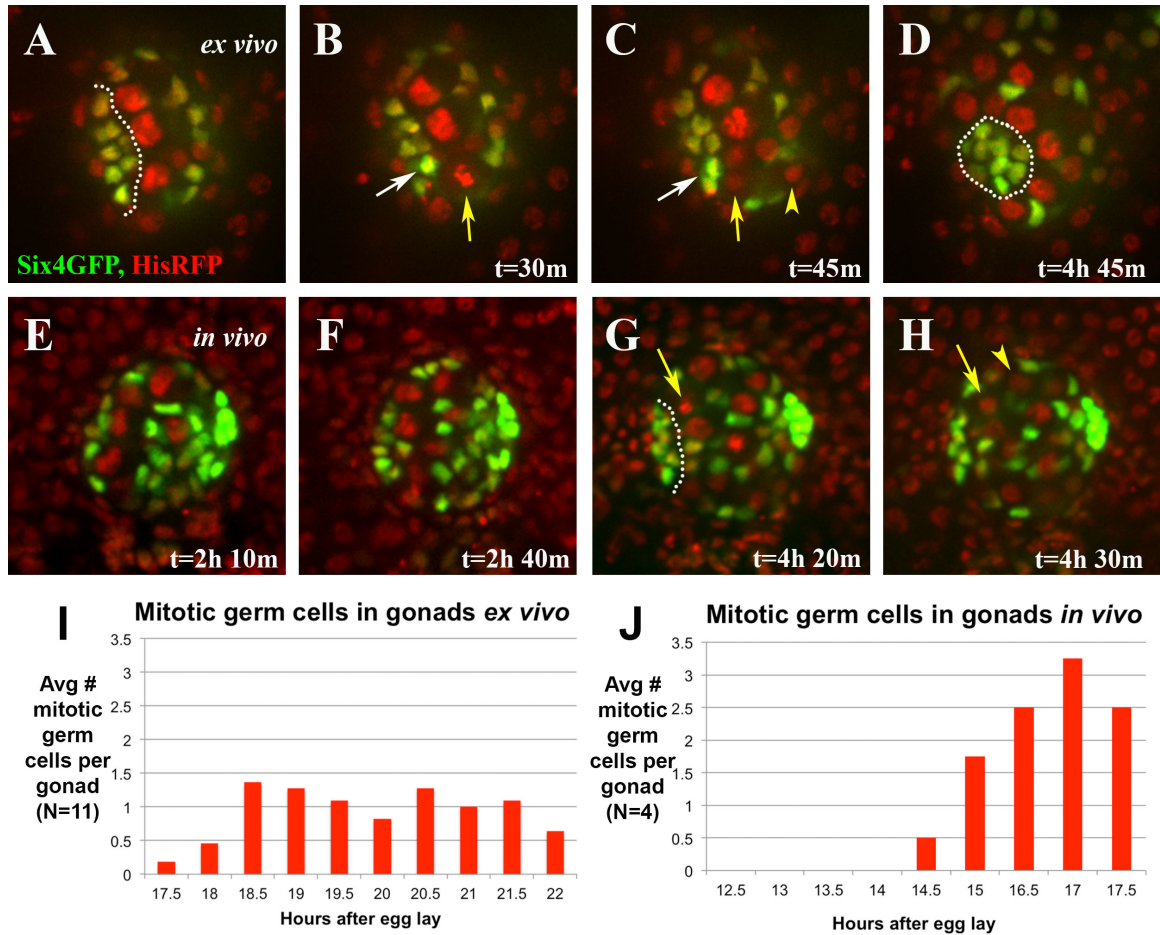 A
ex vivo
Six4GFP, HisRFP
B
t=30m
C
t=45m
D
t=4h 45m
E
in vivo
t=2h 10m
F
t=2h 40m
G
t=4h 20m
H
t=4h 30m
I
Mitotic germ cells in gonads ex vivo
Avg #
mitotic
germ
cells per
gonad
(N=11)
3.5
3
2.5
2
1.5
1
0.5
0
17.5 18 18.5 19 19.5 20 20.5 21 21.5 22
Hours after egg lay
J
Mitotic germ cells in gonads in vivo
Avg #
mitotic
germ
cells per
gonad
(N=4)
3.5
3
2.5
2
1.5
1
0.5
0
12.5 13 13.5 14 14.5 15 16.5 17 17.5
Hours after egg lay